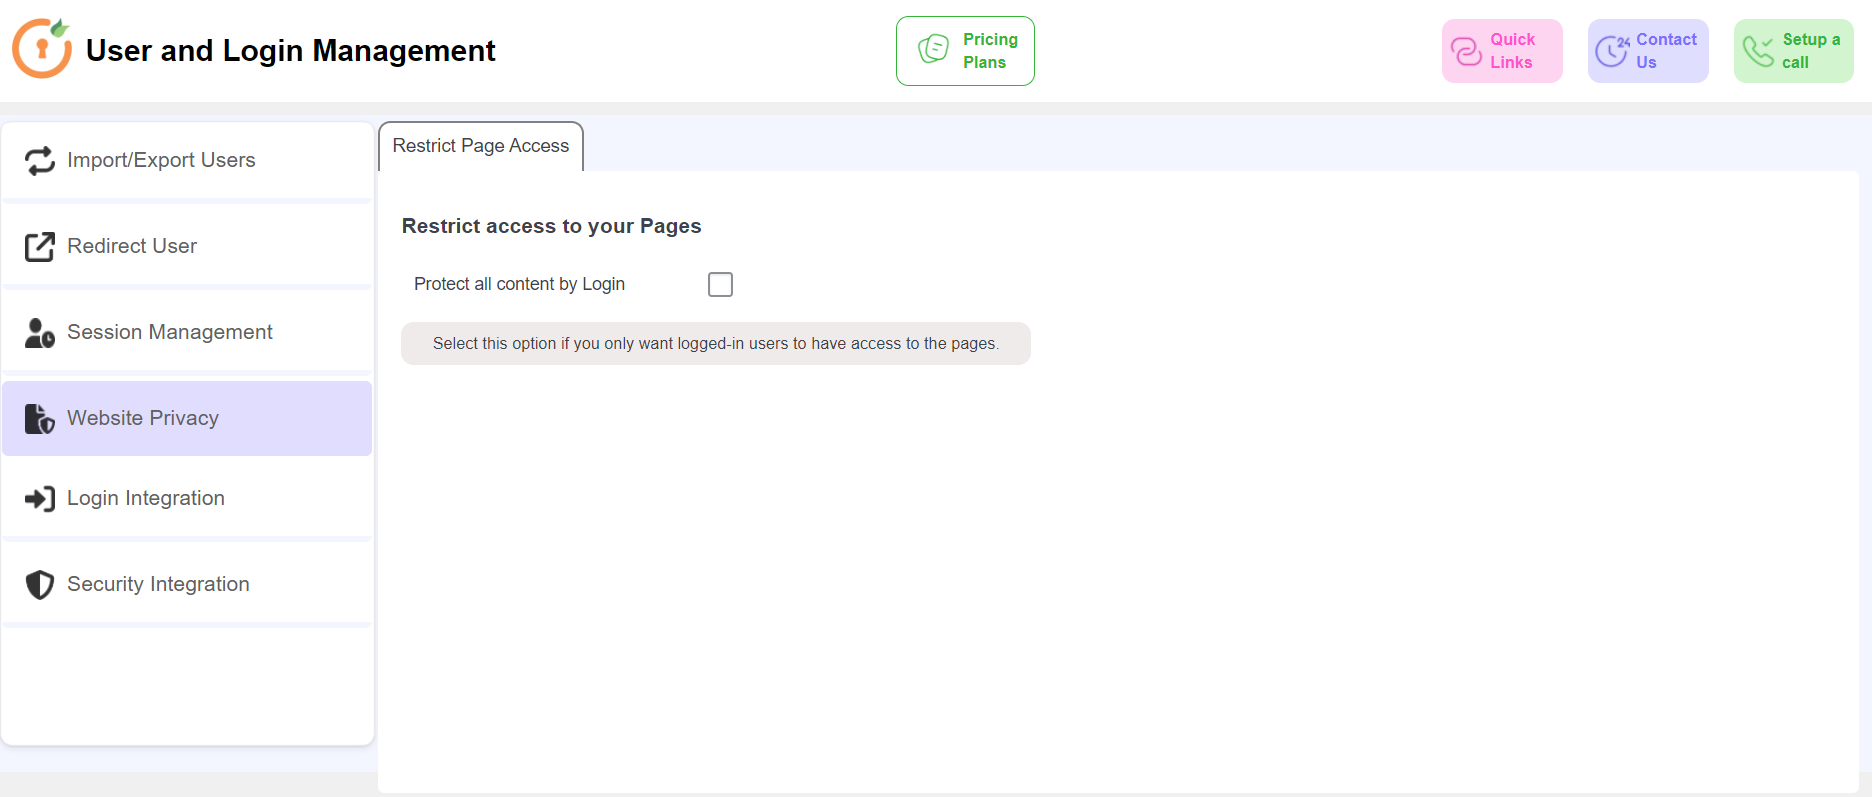 User and Login Management
Pricing
Plans
Quick
Links
24
Contact
Us
Setup a
call
Import/Export Users
Redirect User
Session Management
Website Privacy
Login Integration
Security Integration
Restrict Page Access
Restrict access to your Pages
Protect all content by Login
Select this option if you only want logged-in users to have access to the pages.